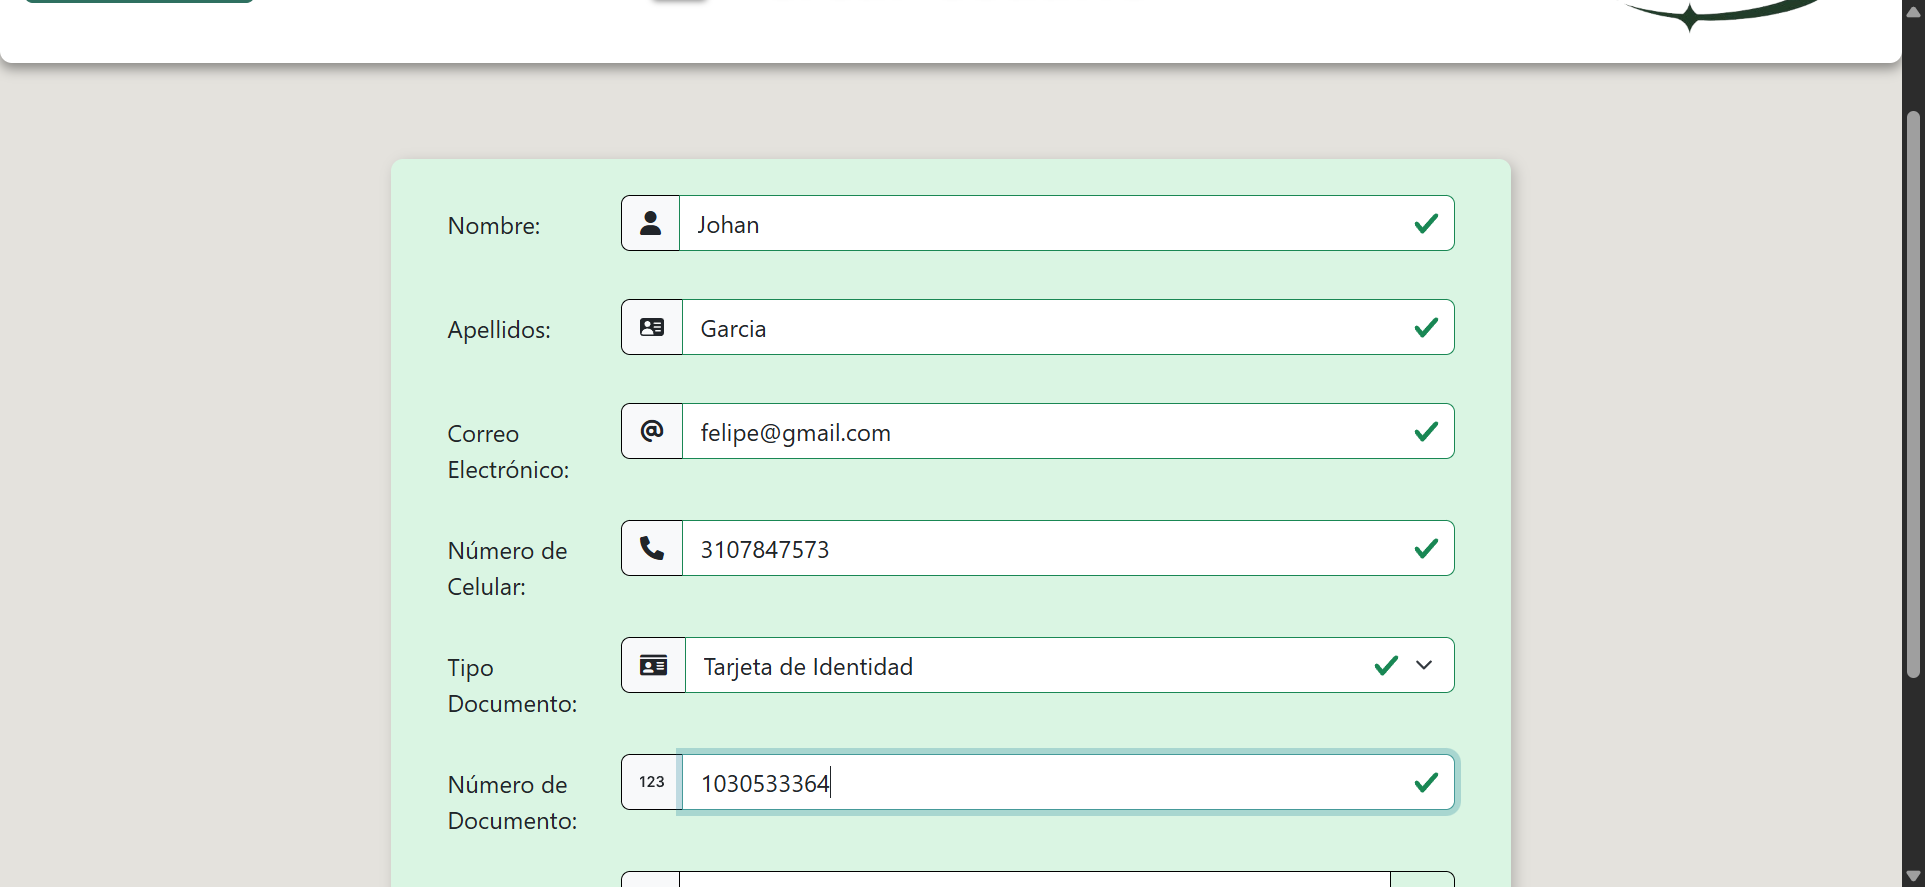 Nombre:
Johan
Apellidos:
Garcia
Correo
Electrónico:
felipe@gmail.com
Número de
Celular:
3107847573
Tipo
Documento:
Tarjeta de Identidad
Número de
Documento:
123
1030533364